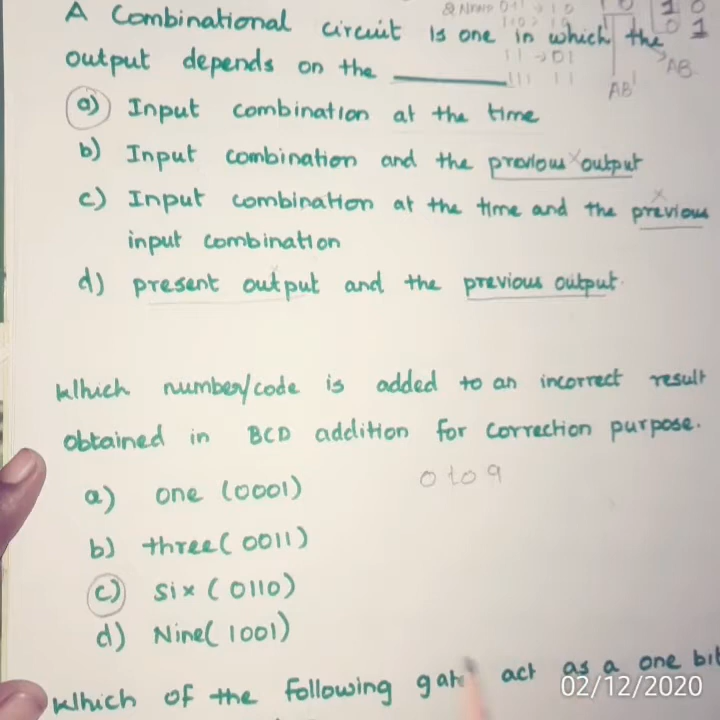 A Combinational circuit is one in which the
output depends on the
AB
AB'
a) Input combination at the time
b) Input combination and the previous output
c) Input combination at the time and the previous
input combination
d) present output and the previous output.
Which number/code is added to an incorrect result
obtained in BCD addition for correction purpose.
0 to 9
a) one (0001)
b) three (0011)
c) six (0110)
d) Nine (1001)
Which of the following gate act as a one bit
02/12/2020